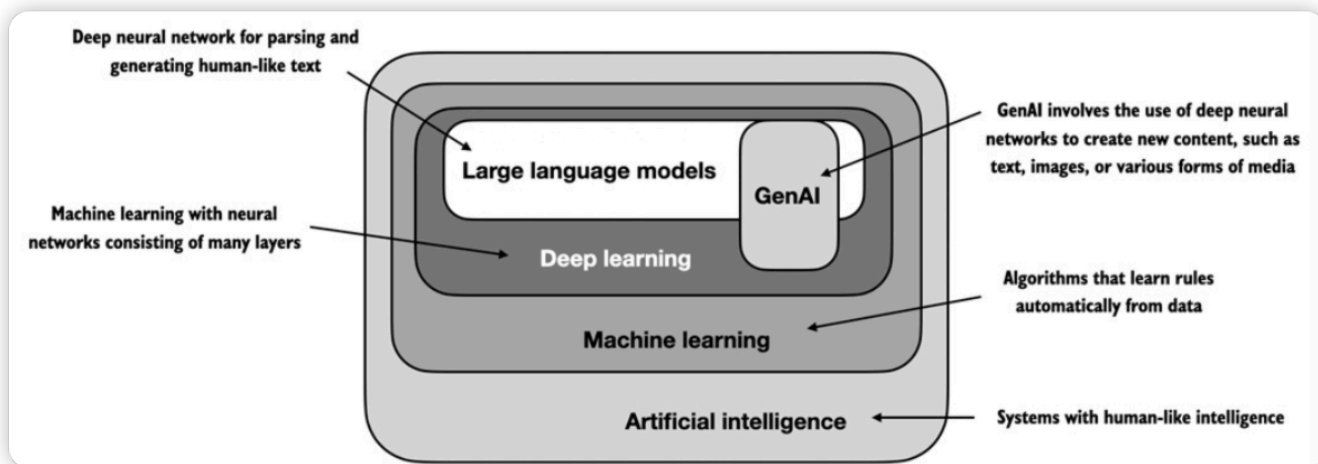 Deep neural network for parsing and
generating human-like text
GenAI involves the use of deep neural
networks to create new content, such as
text, images, or various forms of media
Large language models
GenAI
Machine learning with neural
networks consisting of many layers
Deep learning
Algorithms that learn rules
automatically from data
Machine learning
Artificial intelligence
Systems with human-like intelligence